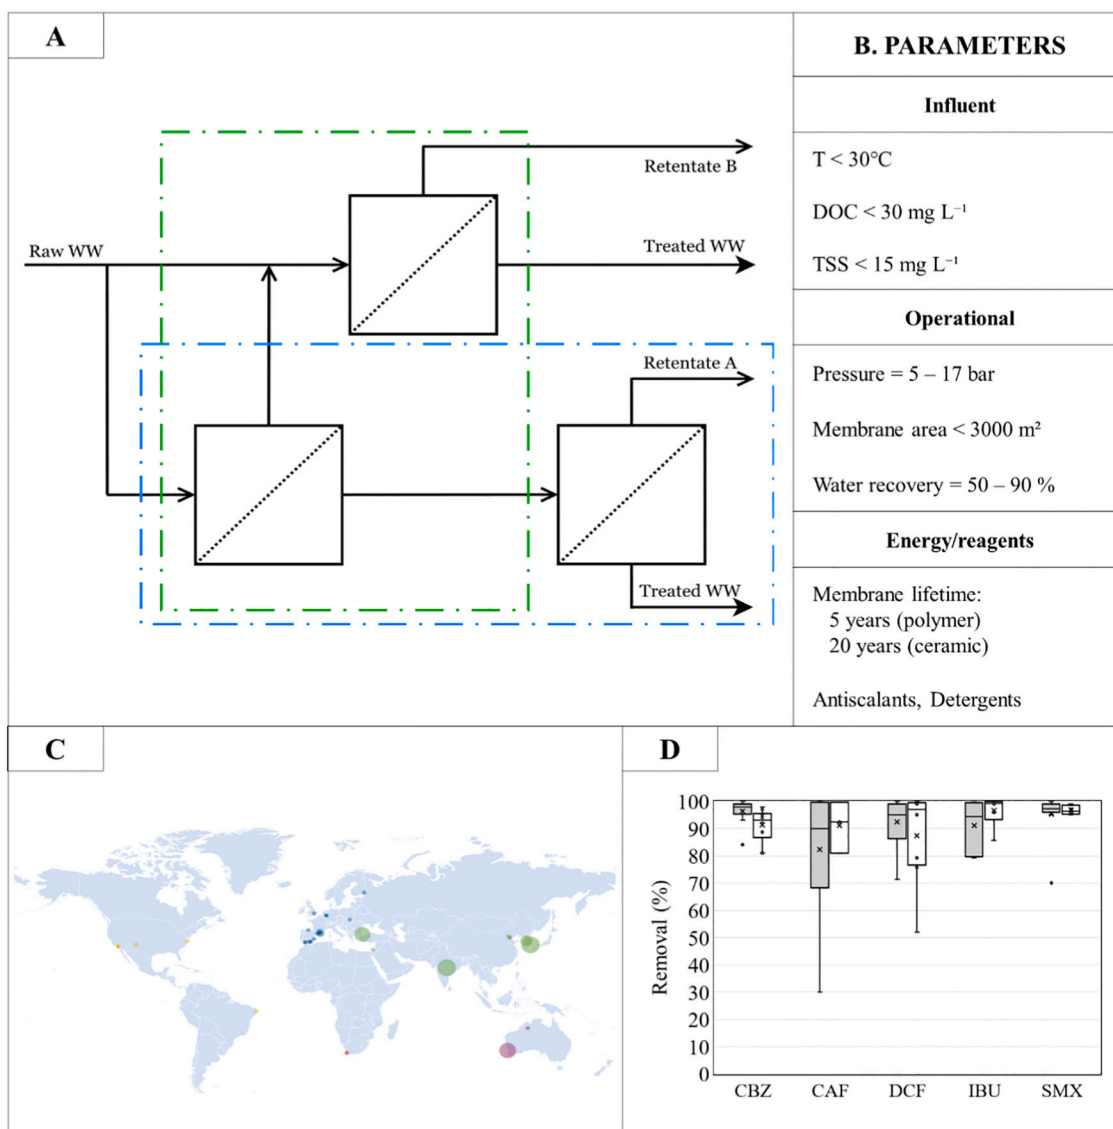 A
Raw WW
Retentate B
Treated WW
Retentate A
Treated WW
B. PARAMETERS
Influent
T < 30°C
DOC < 30 mg L⁻¹
TSS < 15 mg L⁻¹
Operational
Pressure = 5 – 17 bar
Membrane area < 3000 m²
Water recovery = 50 – 90 %
Energy/reagents
Membrane lifetime:
5 years (polymer)
20 years (ceramic)
Antiscalants, Detergents
C
D
Removal (%)
100
90
80
70
60
50
40
30
20
10
0
CBZ CAF DCF IBU SMX